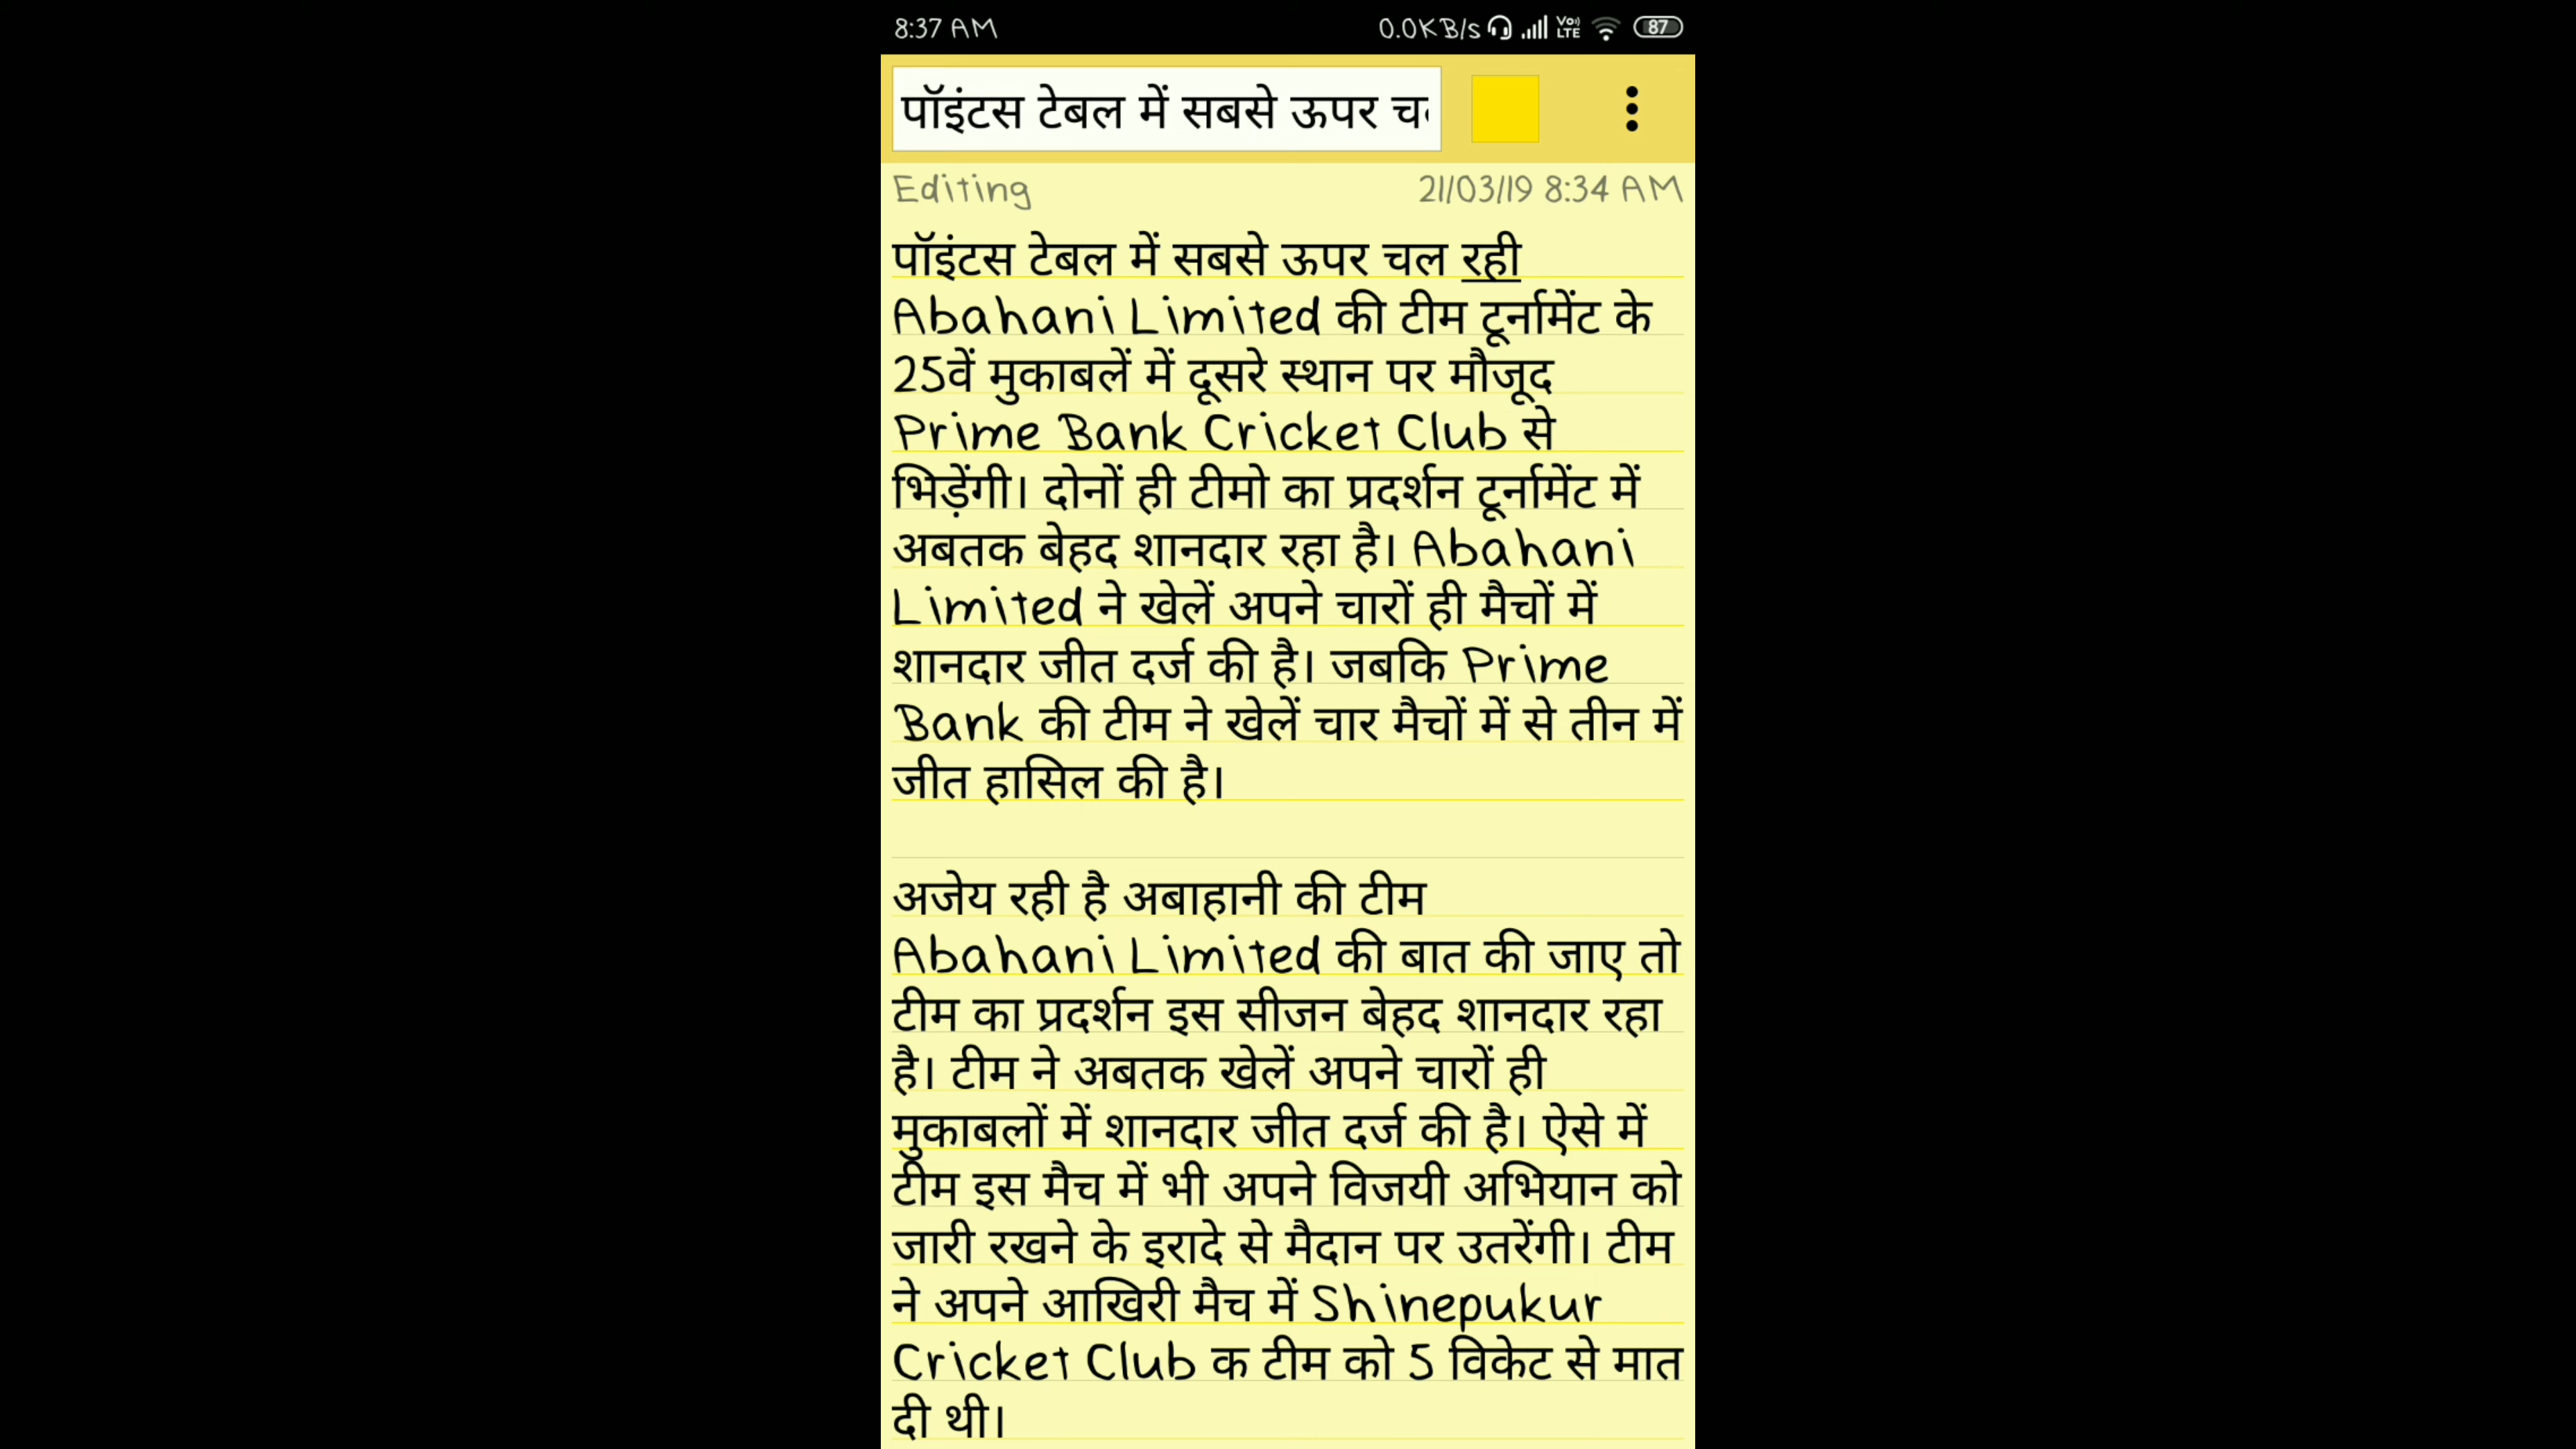 8:37 AM 0.0KB/s Vo) LTE 87
पॉइंटस टेबल में सबसे ऊपर च
Editing 21/03/19 8:34 AM
पॉइंटस टेबल में सबसे ऊपर चल रही
Abahani Limited की टीम टूर्नामेंट के
25वें मुकाबलें में दूसरे स्थान पर मौजूद
Prime Bank Cricket Club से
भिड़ेंगी। दोनों ही टीमो का प्रदर्शन टूर्नामेंट में
अबतक बेहद शानदार रहा है। Abahani
Limited ने खेलें अपने चारों ही मैचों में
शानदार जीत दर्ज की है। जबकि Prime
Bank की टीम ने खेलें चार मैचों में से तीन में
जीत हासिल की है।
अजेय रही है अबाहानी की टीम
Abahani Limited की बात की जाए तो
टीम का प्रदर्शन इस सीजन बेहद शानदार रहा
है। टीम ने अबतक खेलें अपने चारों ही
मुकाबलों में शानदार जीत दर्ज की है। ऐसे में
टीम इस मैच में भी अपने विजयी अभियान को
जारी रखने के इरादे से मैदान पर उतरेंगी। टीम
ने अपने आखिरी मैच में Shinepukur
Cricket Club क टीम को 5 विकेट से मात
दी थी।